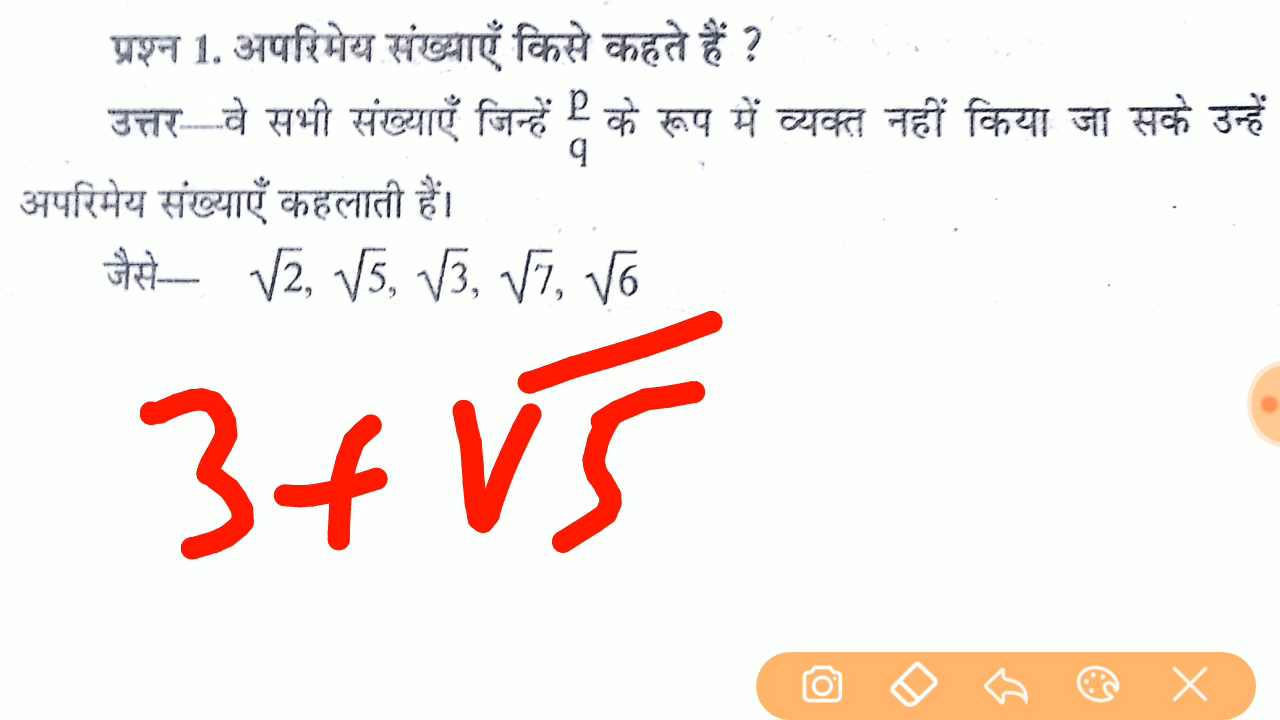 प्रश्न 1. अपरिमेय संख्याएँ किसे कहते हैं ?
उत्तर—वे सभी संख्याएँ जिन्हें p/q के रूप में व्यक्त नहीं किया जा सके उन्हें
अपरिमेय संख्याएँ कहलाती हैं।
जैसे— √2, √5, √3, √7, √6
3+√5